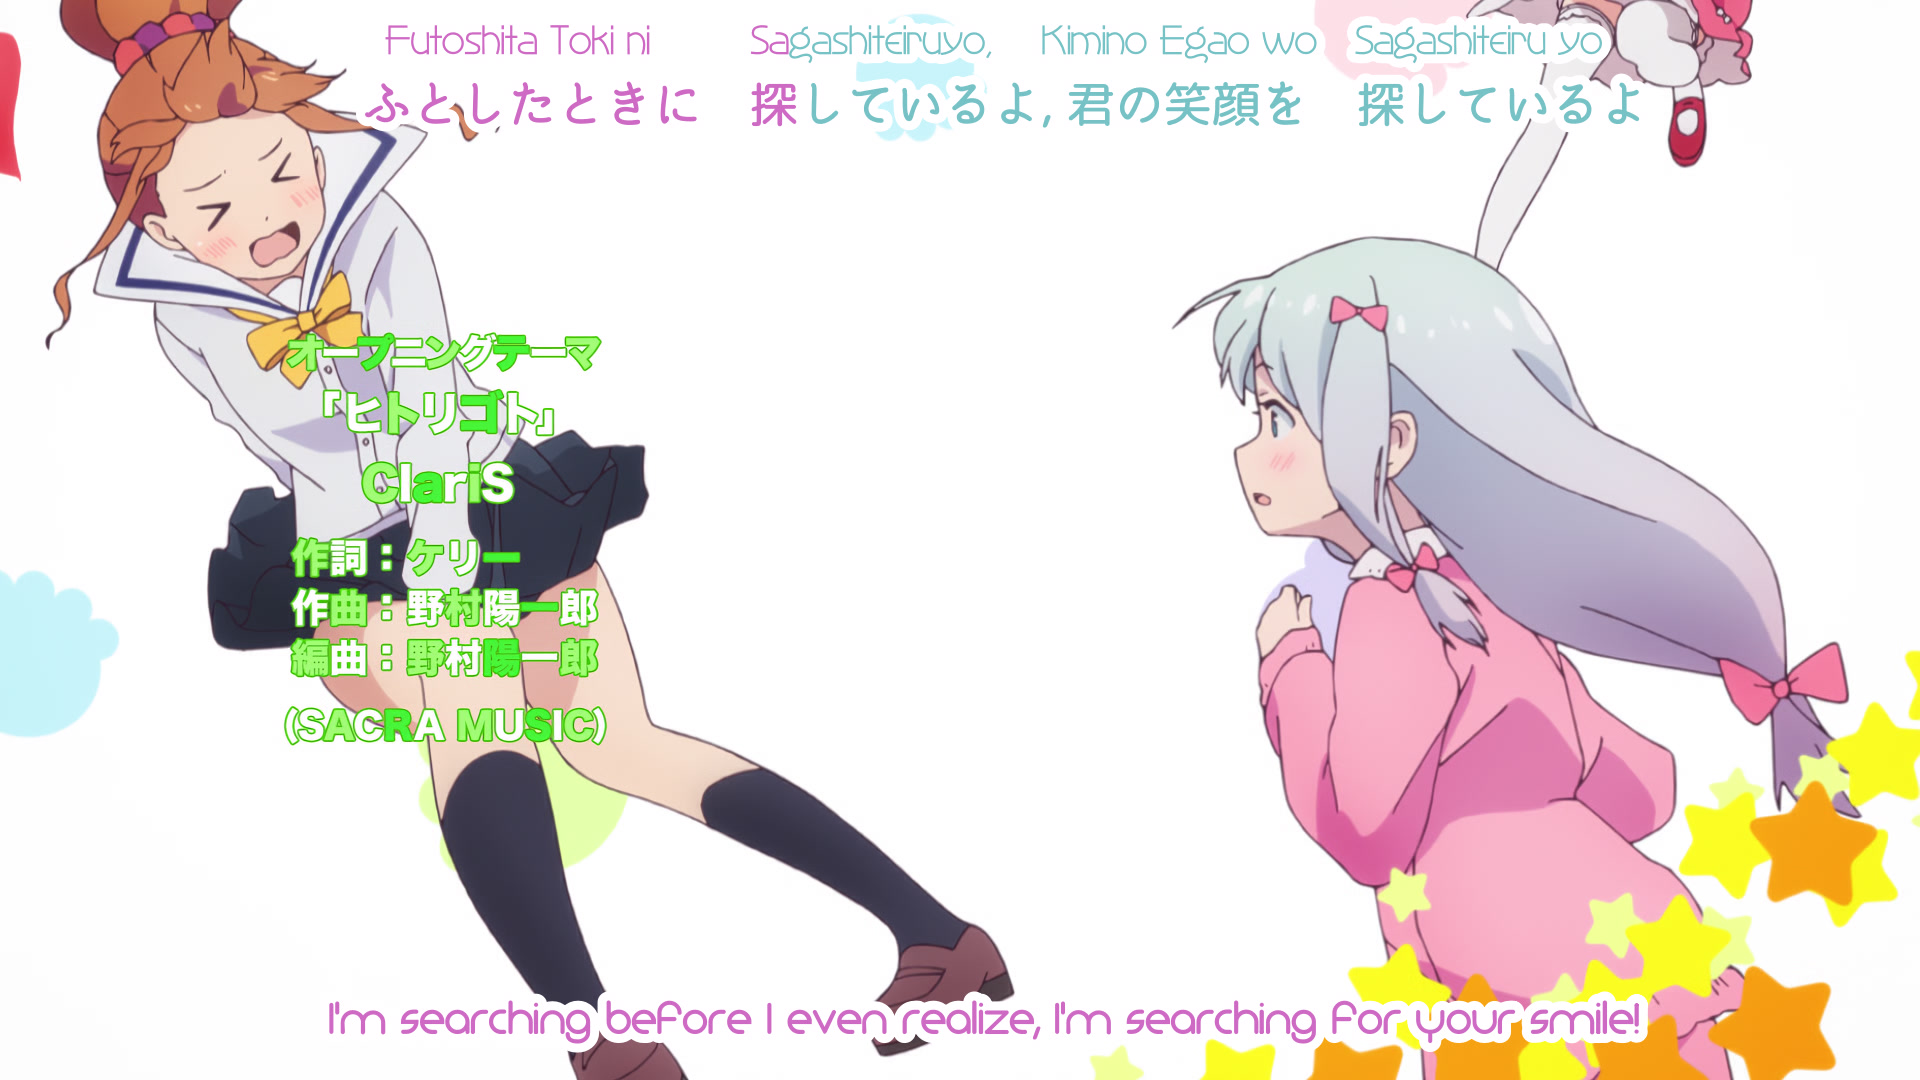 Futoshita Toki ni Sagashiteiruyo, Kimino Egao wo Sagashiteiru yo
ふとしたときに 探しているよ, 君の笑顔を 探しているよ
オープニングテーマ
「ヒトリゴト」
ClariS
作詞：ケリー
作曲：野村陽一郎
編曲：野村陽一郎
(SACRA MUSIC)
I'm searching before I even realize, I'm searching for your smile!